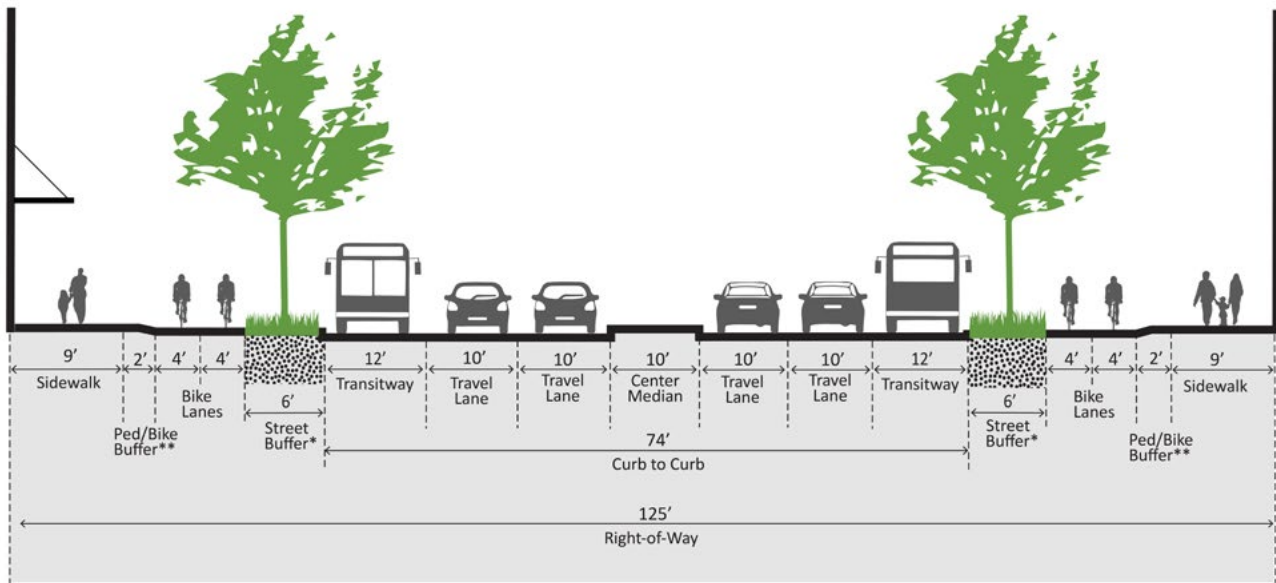 9’ 2’ 4’ 4’ 12’ 10’ 10’ 10’ 10’ 10’ 12’ 4’ 4’ 2’ 9’
Sidewalk Transitway Travel Travel Center Travel Travel Transitway Sidewalk
Lane Lane Median Lane Lane
Bike Bike
Lanes Lanes
6’ 6’
Street Street
Buffer* Buffer*
Ped/Bike Ped/Bike
Buffer** Buffer**
74’
Curb to Curb
125’
Right-of-Way